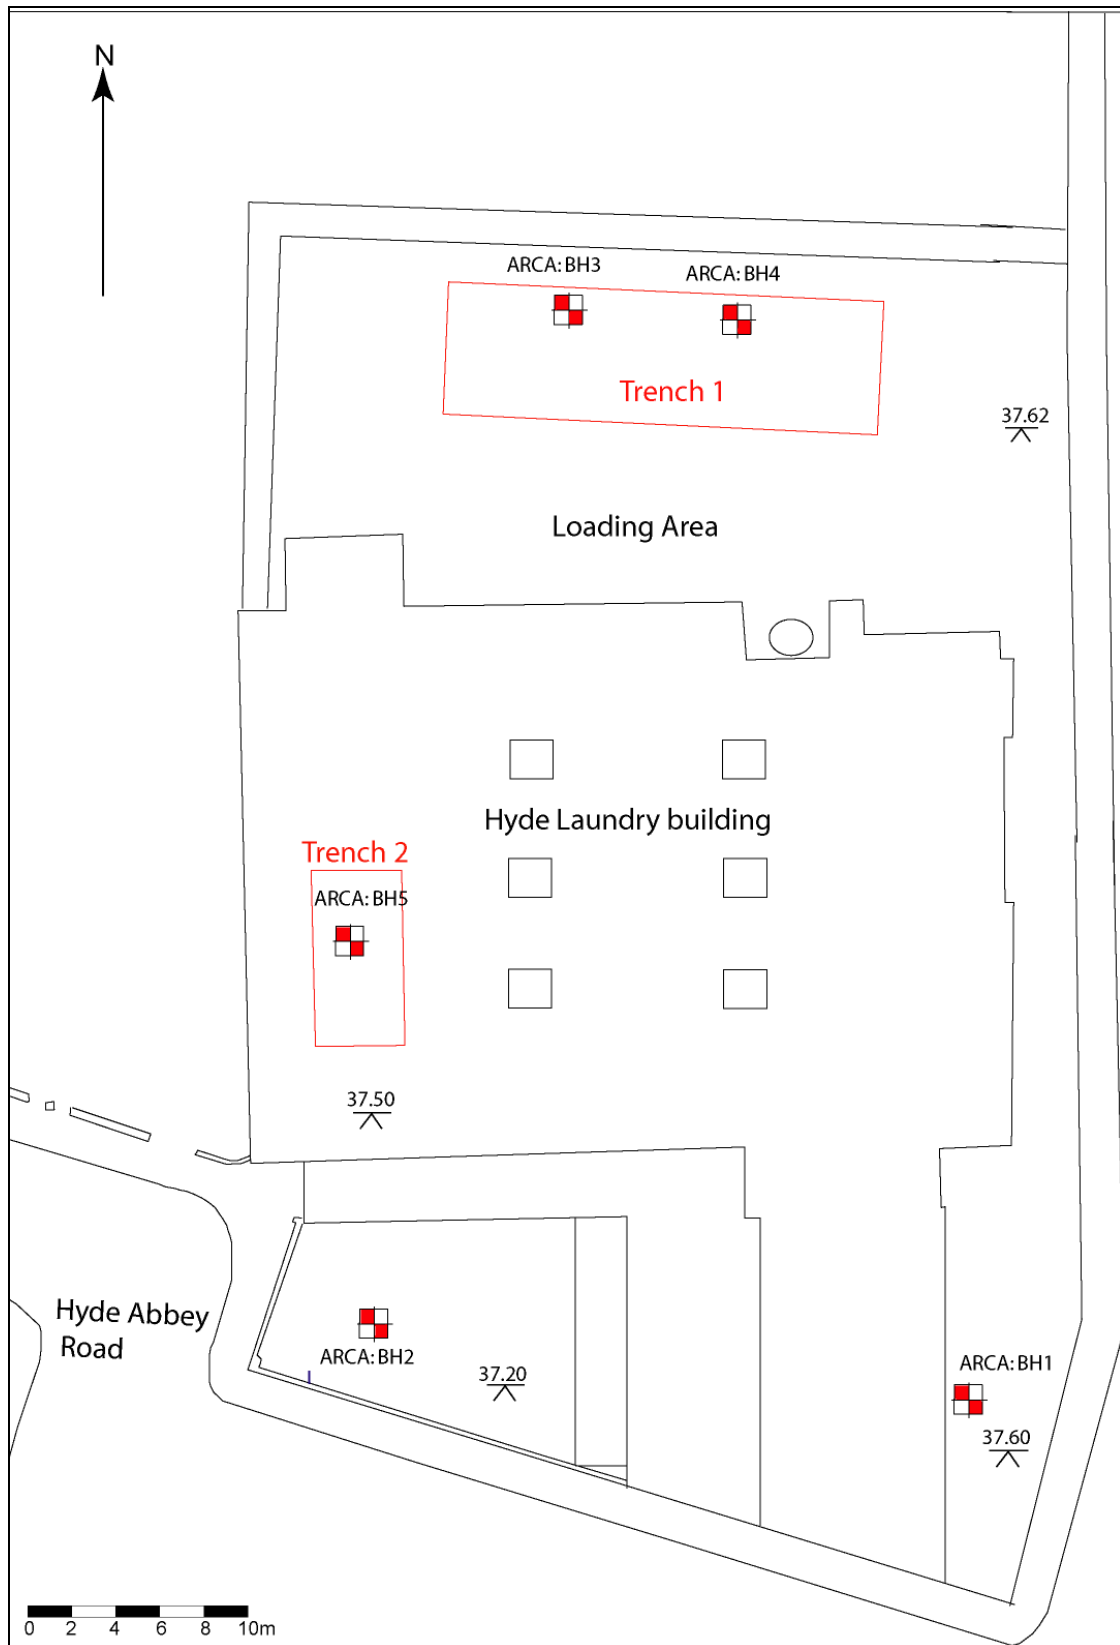 N
ARCA: BH3
ARCA: BH4
Trench 1
37.62
Loading Area
Hyde Laundry building
Trench 2
ARCA: BH5
37.50
Hyde Abbey
Road
ARCA: BH2
37.20
ARCA: BH1
37.60
0 2 4 6 8 10m